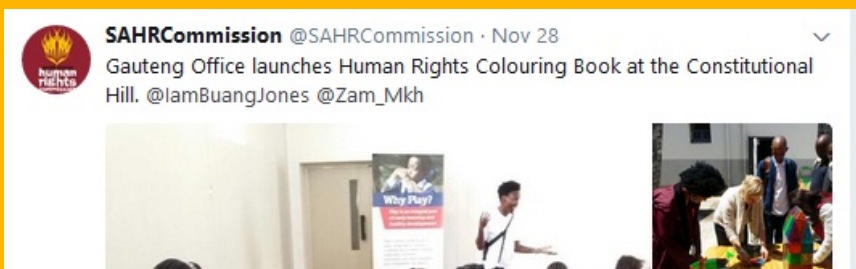 SAHRCommission @SAHRCommission · Nov 28
Gauteng Office launches Human Rights Colouring Book at the Constitutional
Hill. @IamBuangJones @Zam_Mkh
human
rights
Why Play?